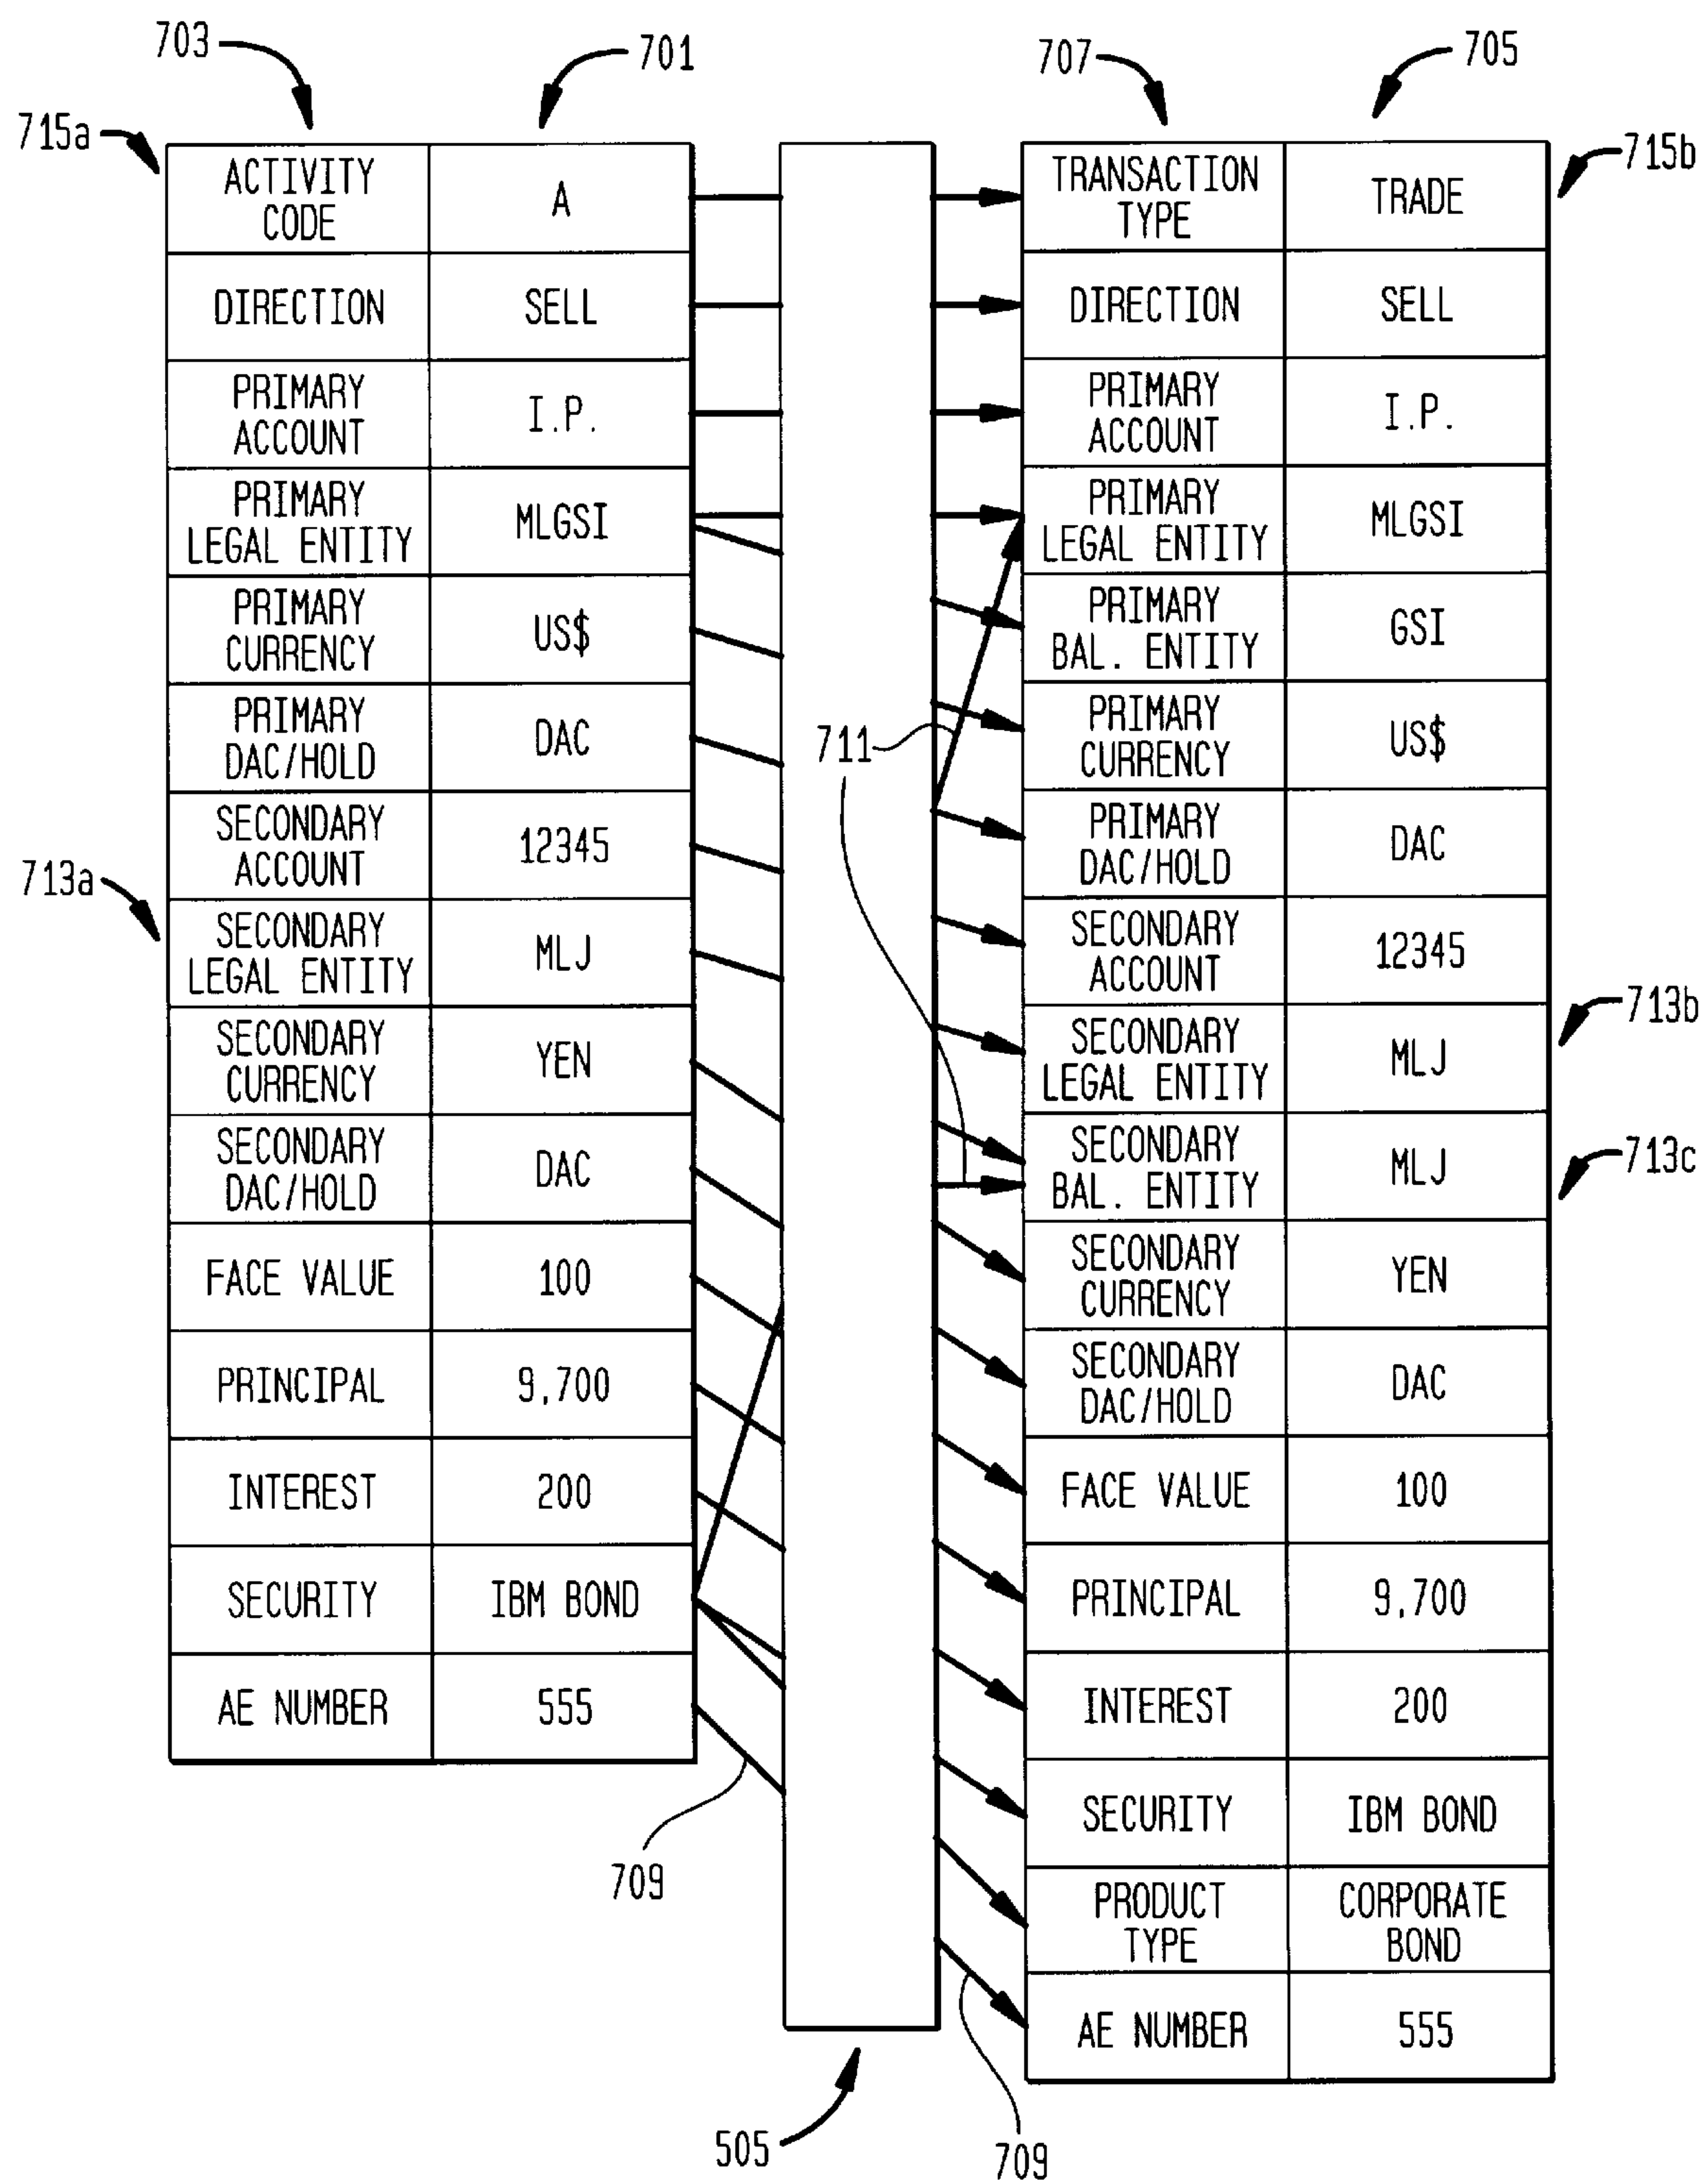 703
701
707
705
715a
715b
ACTIVITY
CODE
A
TRANSACTION
TYPE
TRADE
DIRECTION
SELL
DIRECTION
SELL
PRIMARY
ACCOUNT
I.P.
PRIMARY
ACCOUNT
I.P.
PRIMARY
LEGAL ENTITY
MLGSI
PRIMARY
LEGAL ENTITY
MLGSI
PRIMARY
CURRENCY
US$
PRIMARY
BAL. ENTITY
GSI
PRIMARY
DAC/HOLD
DAC
711
PRIMARY
CURRENCY
US$
SECONDARY
ACCOUNT
12345
PRIMARY
DAC/HOLD
DAC
713a
SECONDARY
LEGAL ENTITY
MLJ
SECONDARY
ACCOUNT
12345
SECONDARY
CURRENCY
YEN
SECONDARY
LEGAL ENTITY
MLJ
713b
SECONDARY
DAC/HOLD
DAC
SECONDARY
BAL. ENTITY
MLJ
713c
FACE VALUE
100
SECONDARY
CURRENCY
YEN
PRINCIPAL
9,700
SECONDARY
DAC/HOLD
DAC
INTEREST
200
FACE VALUE
100
SECURITY
IBM BOND
PRINCIPAL
9,700
AE NUMBER
555
INTEREST
200
SECURITY
IBM BOND
709
PRODUCT
TYPE
CORPORATE
BOND
AE NUMBER
555
505
709